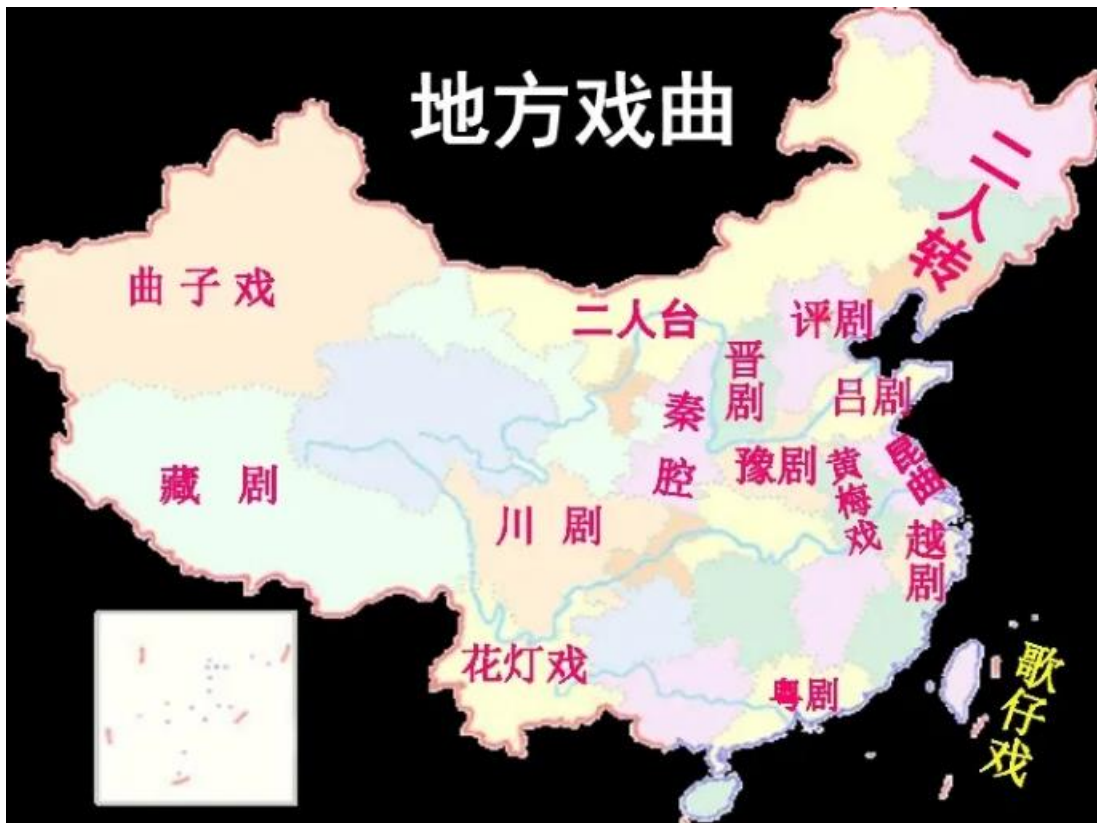 地方戏曲
二人转
曲子戏
二人台
评剧
晋剧
吕剧
秦腔
豫剧
黄梅戏
昆曲
藏剧
川剧
越剧
花灯戏
粤剧
歌仔戏